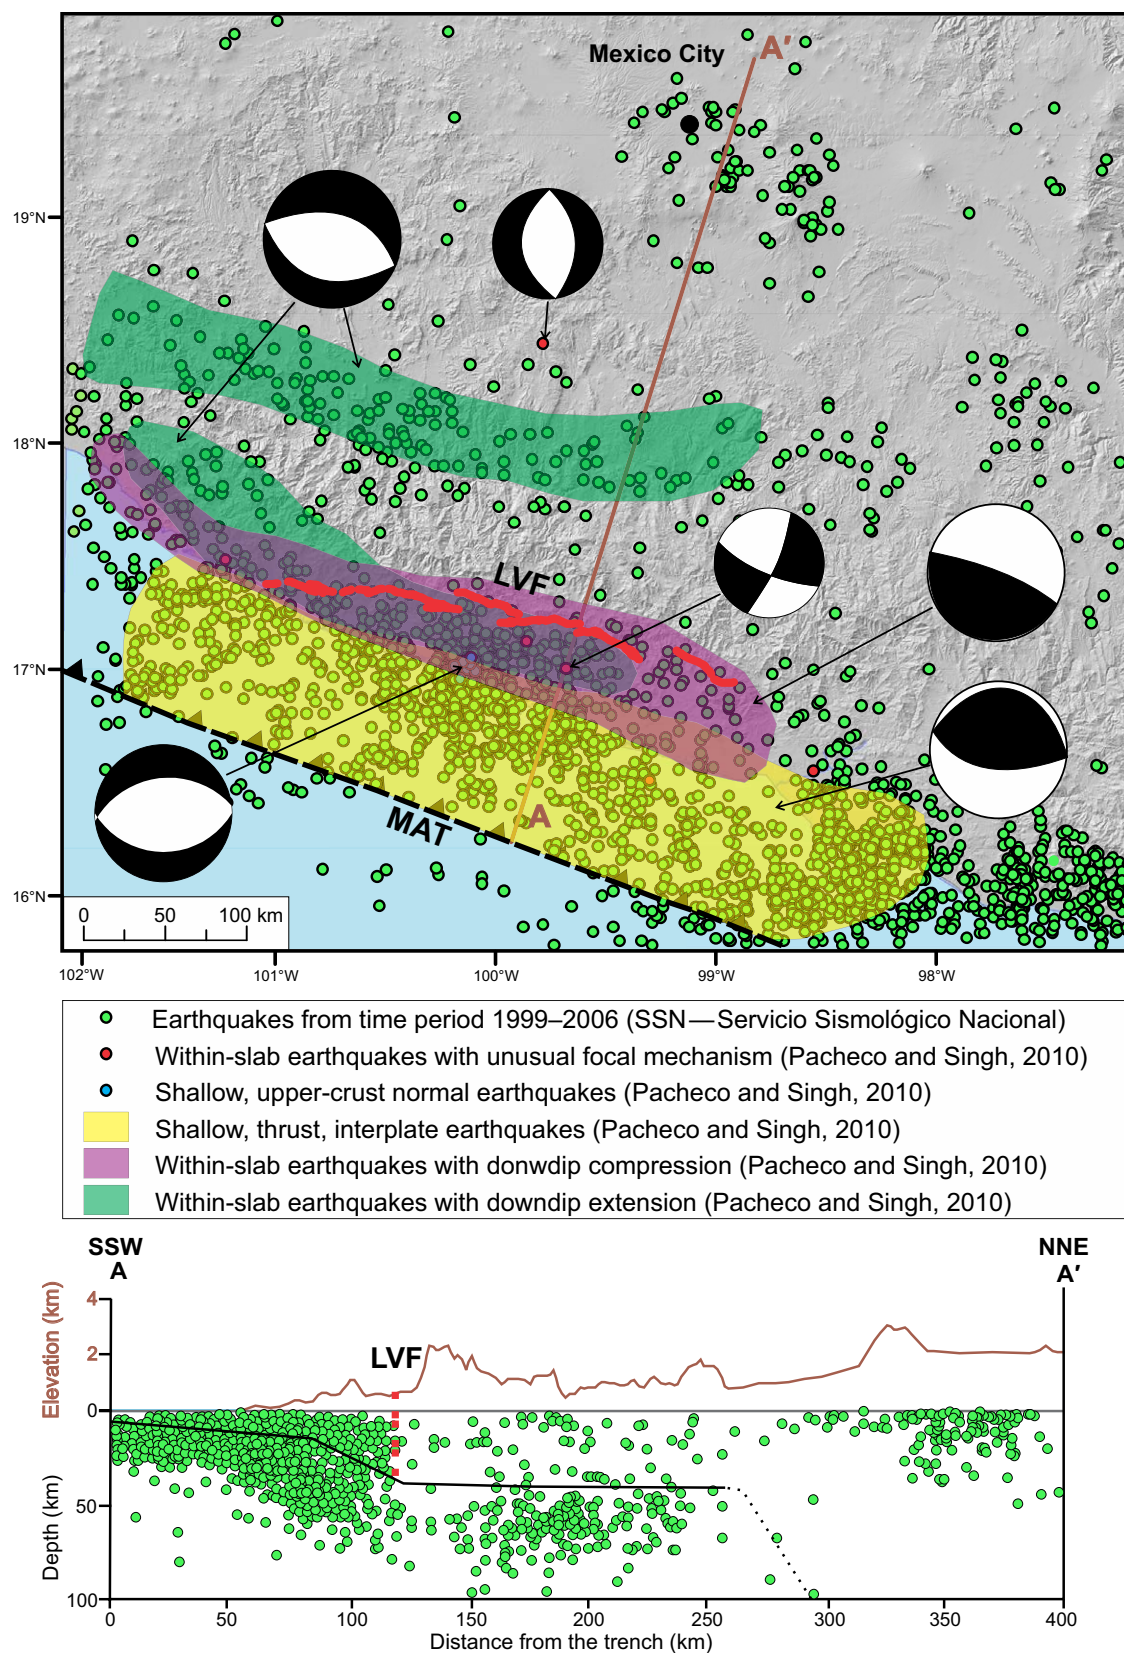 Mexico City
A′
19°N
18°N
LVF
17°N
A
MAT
16°N
0 50 100 km
102°W 101°W 100°W 99°W 98°W
Earthquakes from time period 1999–2006 (SSN—Servicio Sismológico Nacional)
Within-slab earthquakes with unusual focal mechanism (Pacheco and Singh, 2010)
Shallow, upper-crust normal earthquakes (Pacheco and Singh, 2010)
Shallow, thrust, interplate earthquakes (Pacheco and Singh, 2010)
Within-slab earthquakes with donwdip compression (Pacheco and Singh, 2010)
Within-slab earthquakes with downdip extension (Pacheco and Singh, 2010)
SSW NNE
A A′
4
Elevation (km)
2
LVF
0
Depth (km)
50
100
0 50 100 150 200 250 300 350 400
Distance from the trench (km)